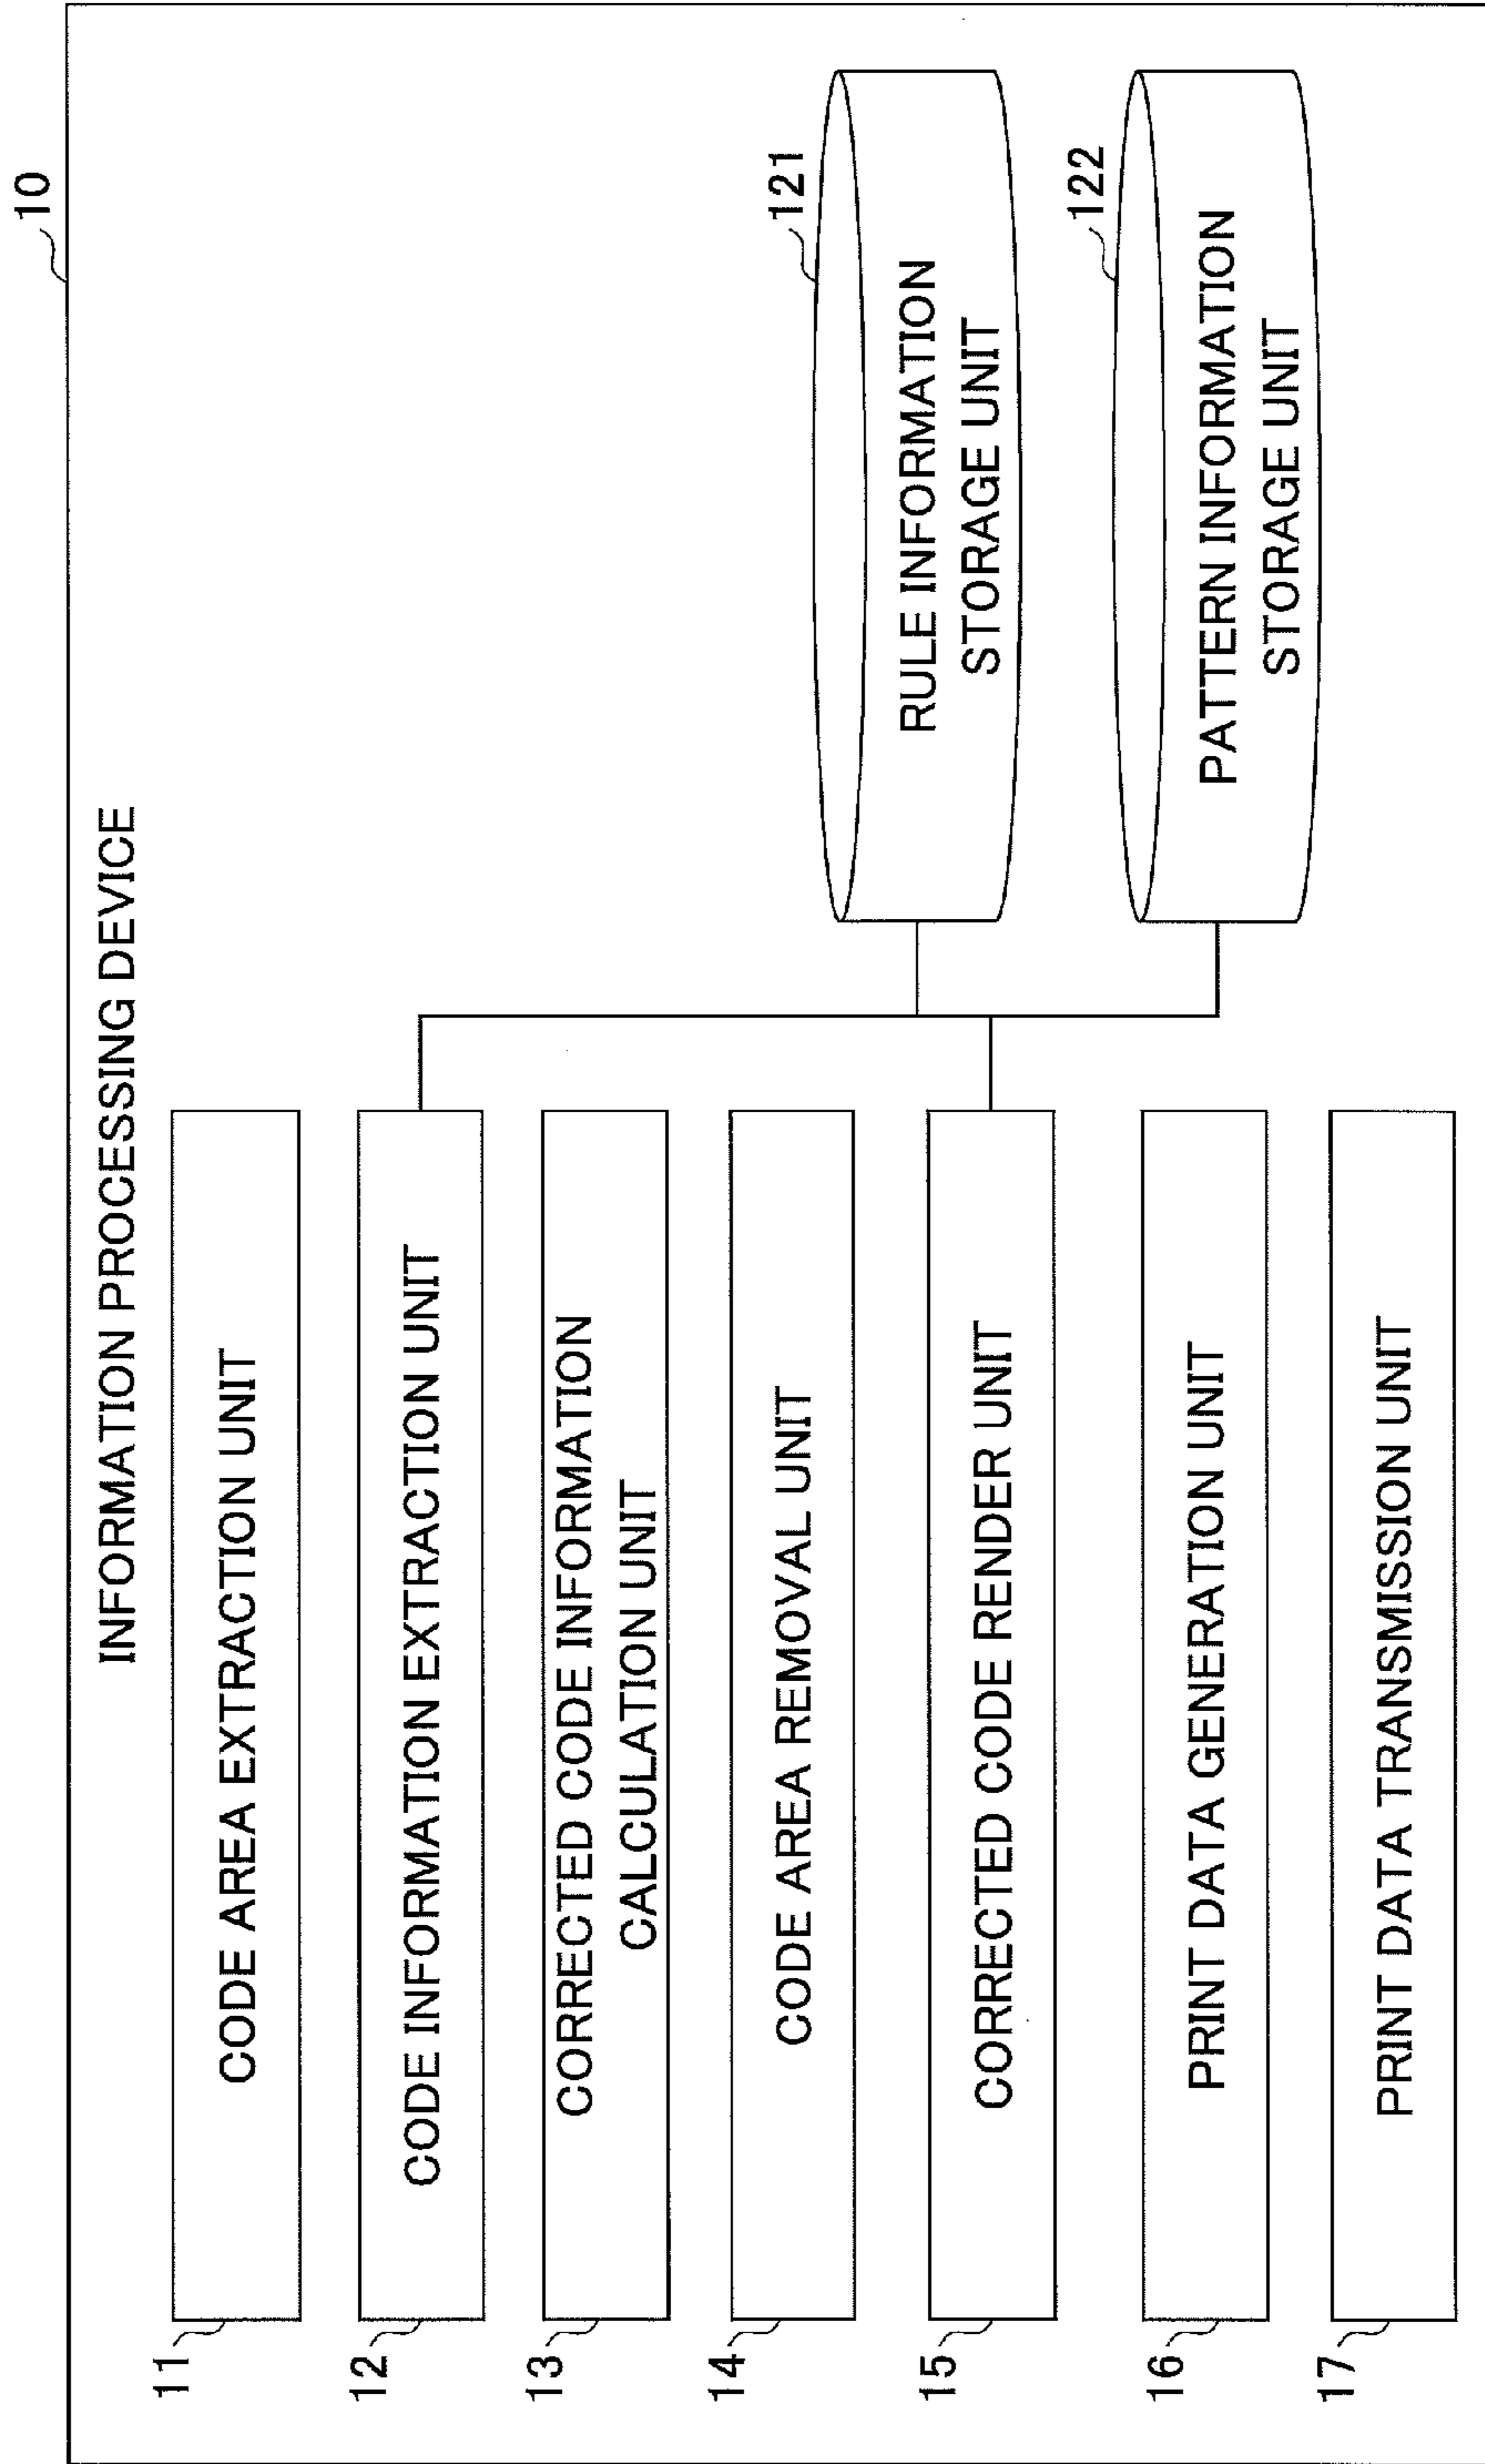 10
INFORMATION PROCESSING DEVICE
11
CODE AREA EXTRACTION UNIT
12
CODE INFORMATION EXTRACTION UNIT
13
CORRECTED CODE INFORMATION
CALCULATION UNIT
14
CODE AREA REMOVAL UNIT
15
CORRECTED CODE RENDER UNIT
16
PRINT DATA GENERATION UNIT
17
PRINT DATA TRANSMISSION UNIT
121
RULE INFORMATION
STORAGE UNIT
122
PATTERN INFORMATION
STORAGE UNIT